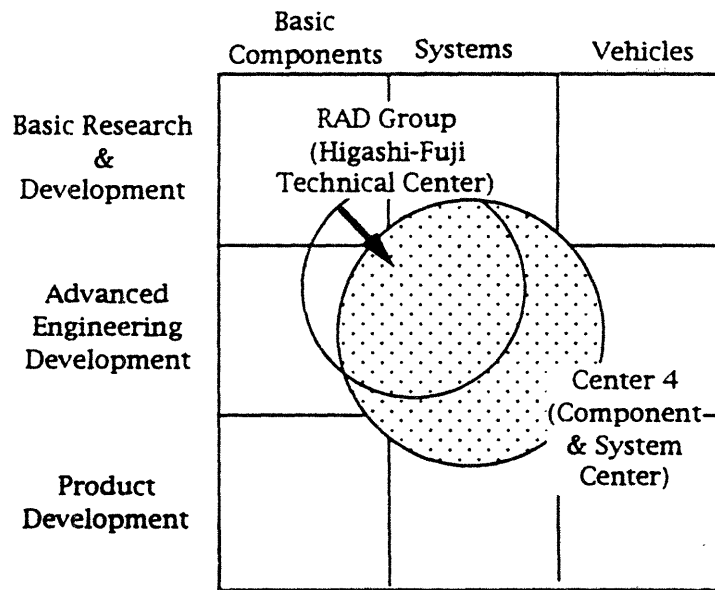 Basic
Components
Systems
Vehicles
Basic Research
&
Development
RAD Group
(Higashi-Fuji
Technical Center)
Advanced
Engineering
Development
Center 4
(Component
& System
Center)
Product
Development